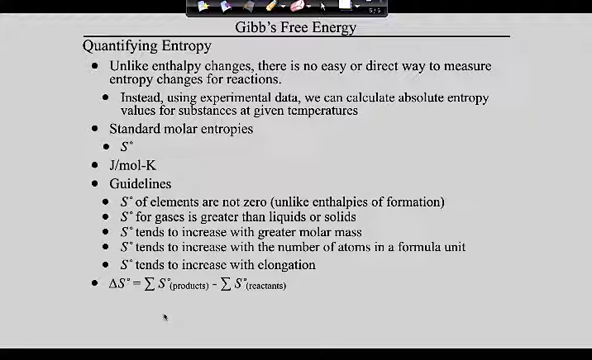 Gibb's Free Energy
Quantifying Entropy
• Unlike enthalpy changes, there is no easy or direct way to measure
entropy changes for reactions.
• Instead, using experimental data, we can calculate absolute entropy
values for substances at given temperatures
• Standard molar entropies
• S°
• J/mol-K
• Guidelines
• S° of elements are not zero (unlike enthalpies of formation)
• S° for gases is greater than liquids or solids
• S° tends to increase with greater molar mass
• S° tends to increase with the number of atoms in a formula unit
• S° tends to increase with elongation
• ΔS° = ∑ S°(products) - ∑ S°(reactants)